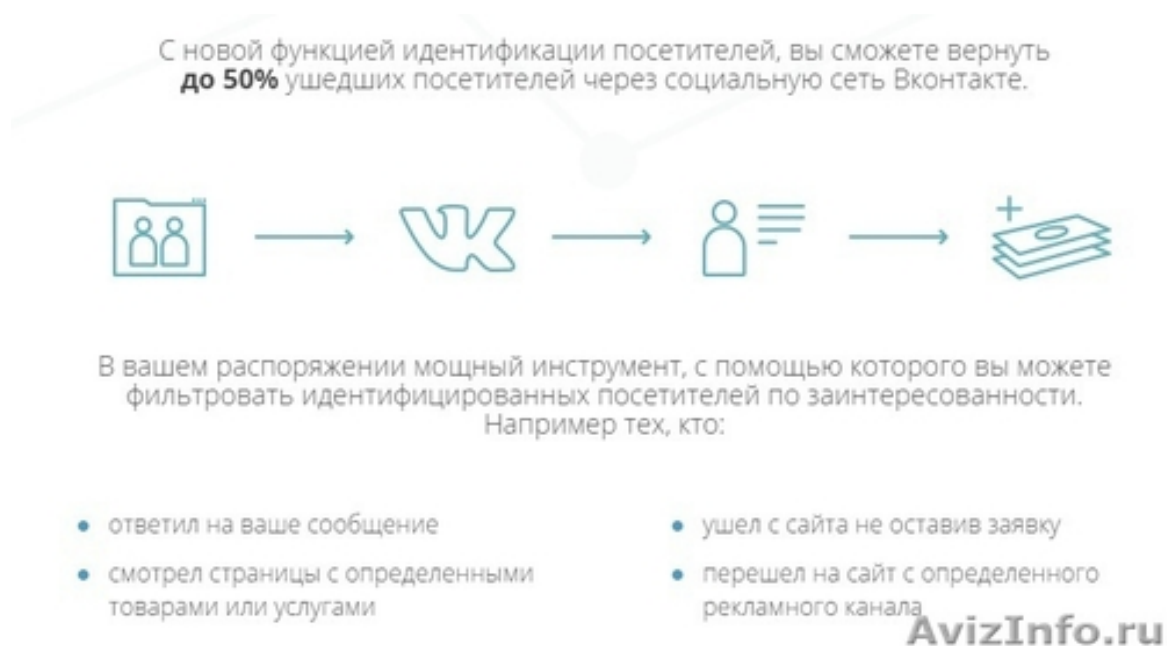 С новой функцией идентификации посетителей, вы сможете вернуть
до 50% ушедших посетителей через социальную сеть Вконтакте.
В вашем распоряжении мощный инструмент, с помощью которого вы можете
фильтровать идентифицированных посетителей по заинтересованности.
Например тех, кто:
ответил на ваше сообщение
смотрел страницы с определенными
товарами или услугами
ушел с сайта не оставив заявку
перешел на сайт с определенного
рекламного канала
AvizInfo.ru